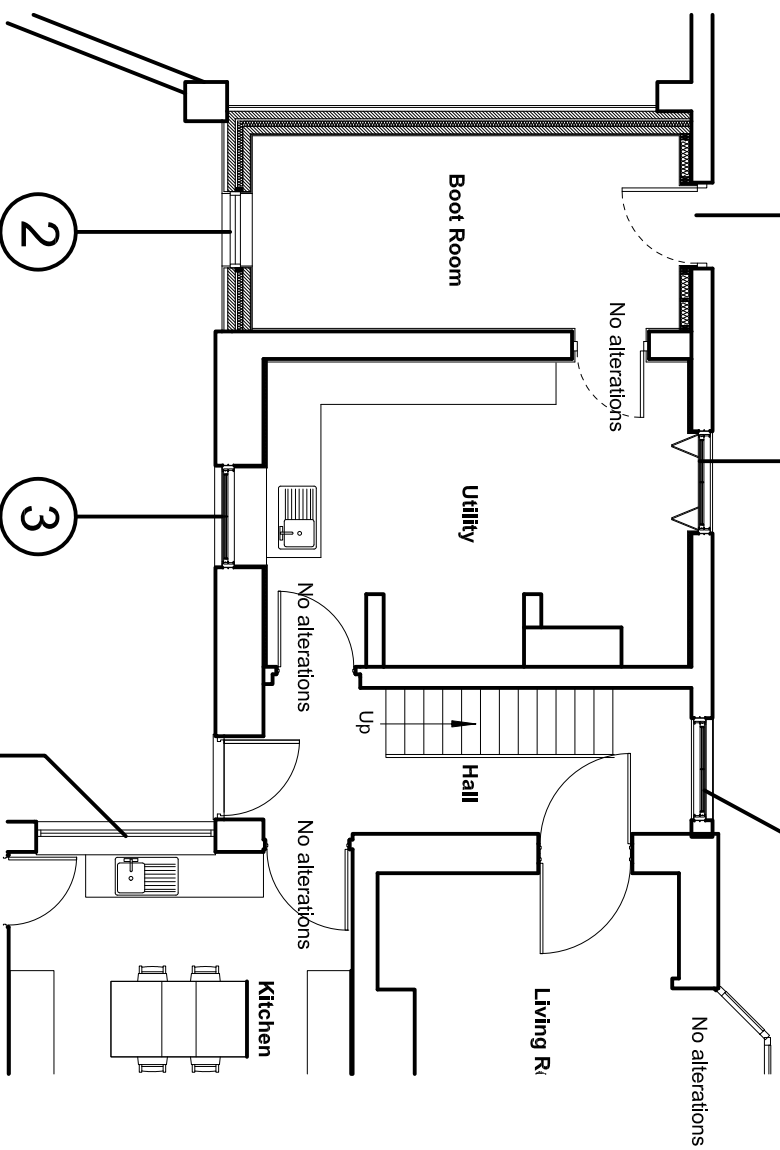 No alterations
No alterations
Living R
Utility
Hall
Boot Room
Up
No alterations
No alterations
Kitchen
2
3